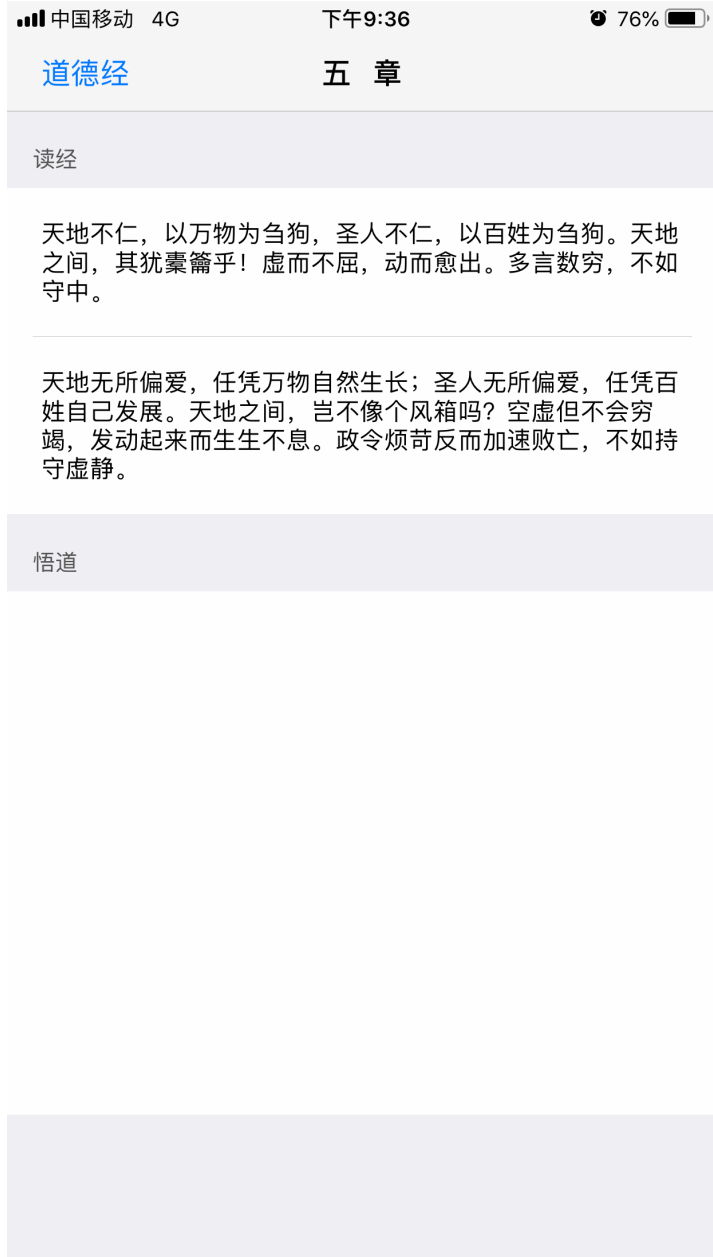 中国移动 4G 下午9:36 76%
道德经 五 章
读经
天地不仁，以万物为刍狗，圣人不仁，以百姓为刍狗。天地
之间，其犹橐籥乎！虚而不屈，动而愈出。多言数穷，不如
守中。
天地无所偏爱，任凭万物自然生长；圣人无所偏爱，任凭百
姓自己发展。天地之间，岂不像个风箱吗？空虚但不会穷
竭，发动起来而生生不息。政令烦苛反而加速败亡，不如持
守虚静。
悟道